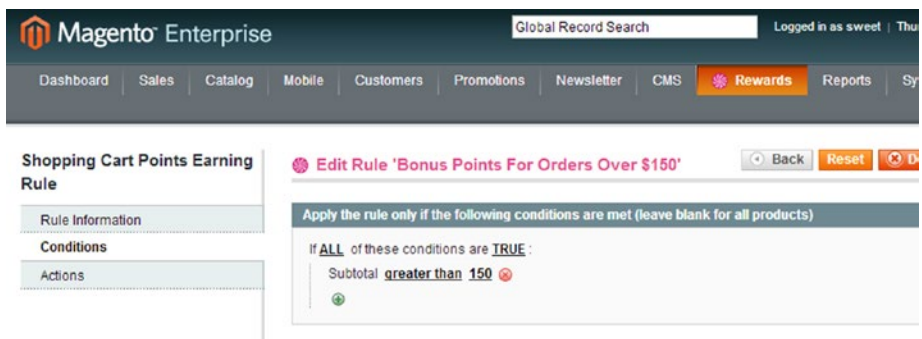 Magento Enterprise
Global Record Search
Logged in as sweet | Thu
Dashboard Sales Catalog Mobile Customers Promotions Newsletter CMS Rewards Reports Sy
Shopping Cart Points Earning
Rule
Rule Information
Conditions
Actions
Edit Rule 'Bonus Points For Orders Over $150'
Back Reset D
Apply the rule only if the following conditions are met (leave blank for all products)
If ALL of these conditions are TRUE :
Subtotal greater than 150